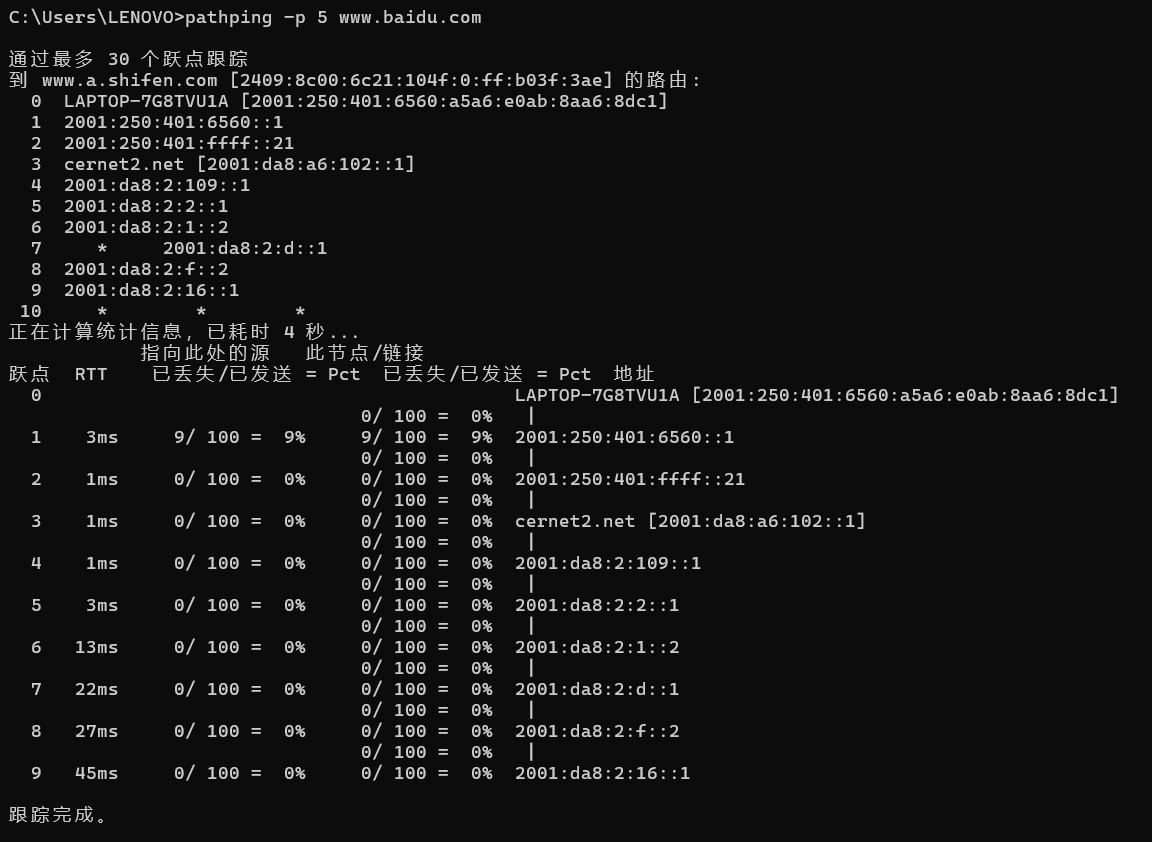 C:\Users\LENOVO>pathping -p 5 www.baidu.com
通过最多 30 个跃点跟踪
到 www.a.shifen.com [2409:8c00:6c21:104f:0:ff:b03f:3ae] 的路由:
  0  LAPTOP-7G8TVU1A [2001:250:401:6560:a5a6:e0ab:8aa6:8dc1]
  1  2001:250:401:6560::1
  2  2001:250:401:ffff::21
  3  cernet2.net [2001:da8:a6:102::1]
  4  2001:da8:2:109::1
  5  2001:da8:2:2::1
  6  2001:da8:2:1::2
  7     *     2001:da8:2:d::1
  8  2001:da8:2:f::2
  9  2001:da8:2:16::1
 10     *        *        *
正在计算统计信息，已耗时 4 秒...
            指向此处的源   此节点/链接
跃点  RTT    已丢失/已发送 = Pct  已丢失/已发送 = Pct  地址
  0                                           LAPTOP-7G8TVU1A [2001:250:401:6560:a5a6:e0ab:8aa6:8dc1]
                                0/ 100 =  0%   |
  1    3ms     9/ 100 =  9%     9/ 100 =  9%  2001:250:401:6560::1
                                0/ 100 =  0%   |
  2    1ms     0/ 100 =  0%     0/ 100 =  0%  2001:250:401:ffff::21
                                0/ 100 =  0%   |
  3    1ms     0/ 100 =  0%     0/ 100 =  0%  cernet2.net [2001:da8:a6:102::1]
                                0/ 100 =  0%   |
  4    1ms     0/ 100 =  0%     0/ 100 =  0%  2001:da8:2:109::1
                                0/ 100 =  0%   |
  5    3ms     0/ 100 =  0%     0/ 100 =  0%  2001:da8:2:2::1
                                0/ 100 =  0%   |
  6   13ms     0/ 100 =  0%     0/ 100 =  0%  2001:da8:2:1::2
                                0/ 100 =  0%   |
  7   22ms     0/ 100 =  0%     0/ 100 =  0%  2001:da8:2:d::1
                                0/ 100 =  0%   |
  8   27ms     0/ 100 =  0%     0/ 100 =  0%  2001:da8:2:f::2
                                0/ 100 =  0%   |
  9   45ms     0/ 100 =  0%     0/ 100 =  0%  2001:da8:2:16::1
跟踪完成。